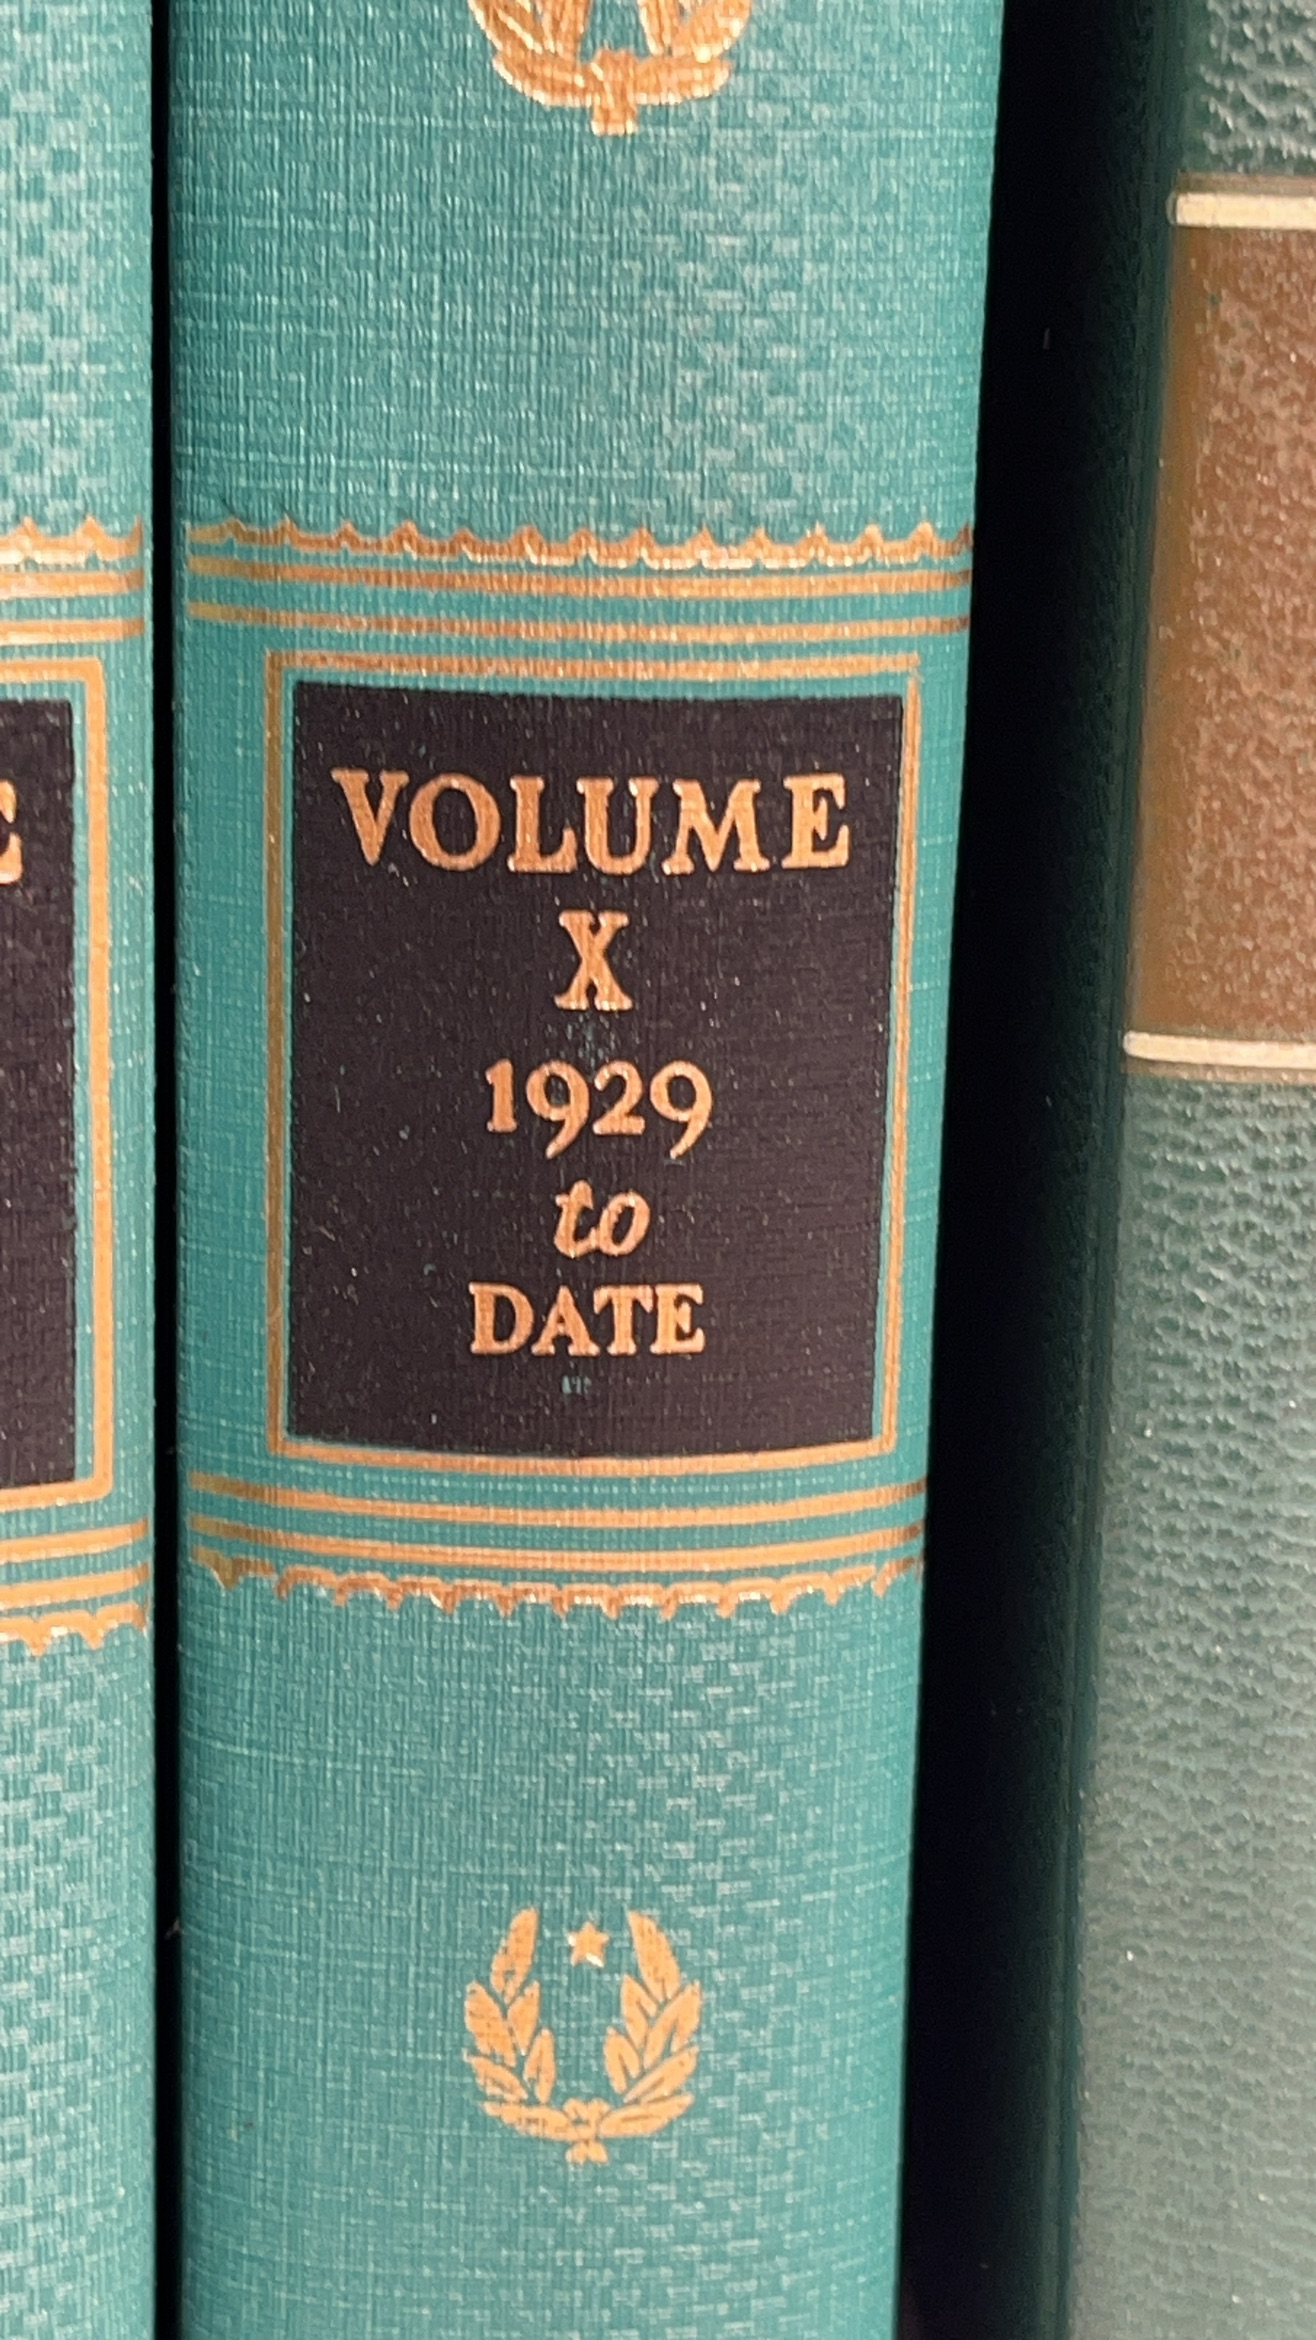 VOLUME
X
1929
to
DATE